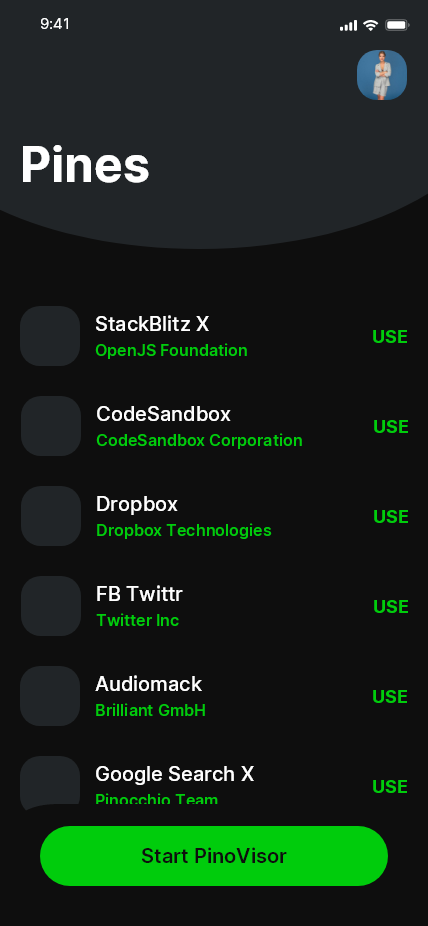 9:41
Pines
StackBlitz X
OpenJS Foundation
USE
CodeSandbox
CodeSandbox Corporation
USE
Dropbox
Dropbox Technologies
USE
FB Twittr
Twitter Inc
USE
Audiomack
Brilliant GmbH
USE
Google Search X
Pinocchio Team
USE
Start PinoVisor